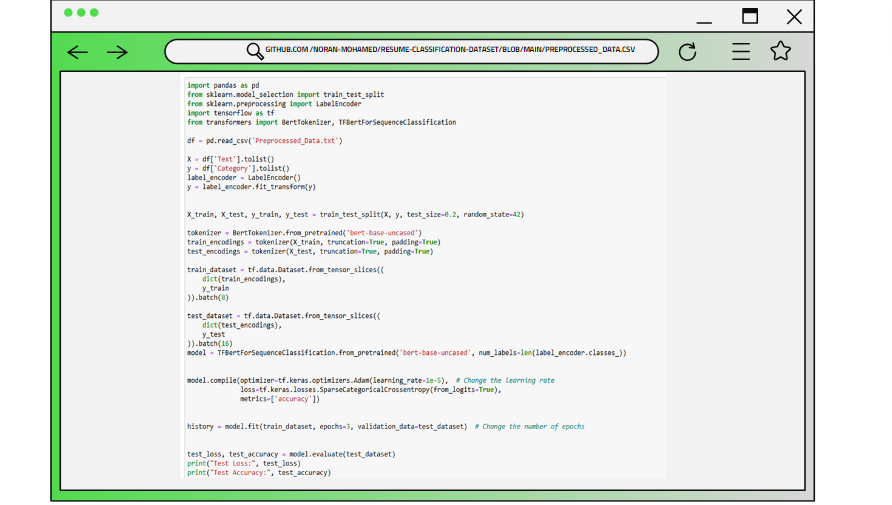 GITHUB.COM /NORAN-MOHAMED/RESUME-CLASSIFICATION-DATASET/BLOB/MAIN/PREPROCESSED_DATA.CSV
import pandas as pd
from sklearn.model_selection import train_test_split
from sklearn.preprocessing import LabelEncoder
import tensorflow as tf
from transformers import BertTokenizer, TFBertForSequenceClassification
df = pd.read_csv('Preprocessed_Data.txt')
X = df['Text'].tolist()
y = df['Category'].tolist()
label_encoder = LabelEncoder()
y = label_encoder.fit_transform(y)
X_train, X_test, y_train, y_test = train_test_split(X, y, test_size=0.2, random_state=42)
tokenizer = BertTokenizer.from_pretrained('bert-base-uncased')
train_encodings = tokenizer(X_train, truncation=True, padding=True)
test_encodings = tokenizer(X_test, truncation=True, padding=True)
train_dataset = tf.data.Dataset.from_tensor_slices((
    dict(train_encodings),
    y_train
)).batch(8)
test_dataset = tf.data.Dataset.from_tensor_slices((
    dict(test_encodings),
    y_test
)).batch(16)
model = TFBertForSequenceClassification.from_pretrained('bert-base-uncased', num_labels=len(label_encoder.classes_))
model.compile(optimizer=tf.keras.optimizers.Adam(learning_rate=1e-5),  # Change the learning rate
              loss=tf.keras.losses.SparseCategoricalCrossentropy(from_logits=True),
              metrics=['accuracy'])
history = model.fit(train_dataset, epochs=3, validation_data=test_dataset)  # Change the number of epochs
test_loss, test_accuracy = model.evaluate(test_dataset)
print("Test Loss:", test_loss)
print("Test Accuracy:", test_accuracy)